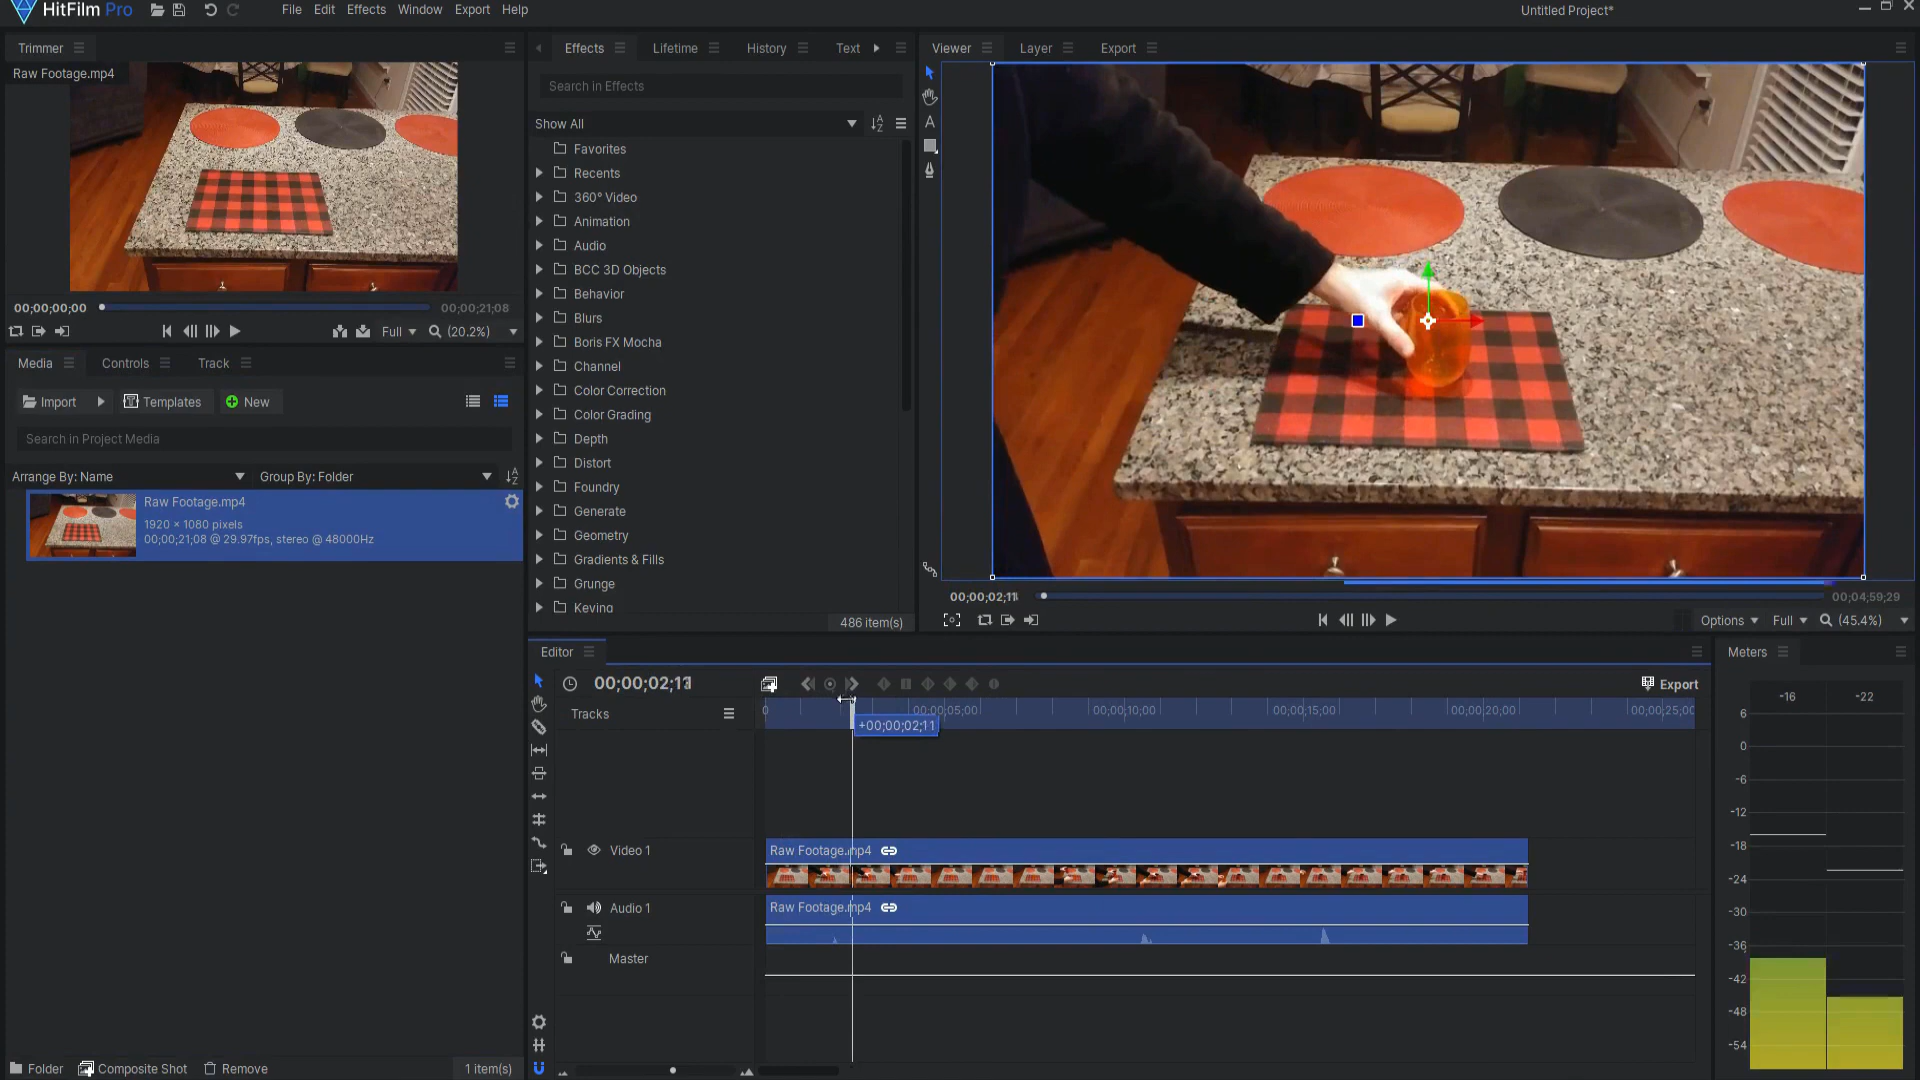 HitFilm Pro
File Edit Effects Window Export Help
Untitled Project*
Trimmer
Raw Footage.mp4
00;00;00;00
00;00;21;08
Full
(20.2%)
Media
Controls
Track
Import
Templates
New
Search in Project Media
Arrange By: Name
Group By: Folder
Raw Footage.mp4
1920 × 1080 pixels
00;00;21;08 @ 29.97fps, stereo @ 48000Hz
Folder
Composite Shot
Remove
1 item(s)
Effects
Lifetime
History
Text
Search in Effects
Show All
Favorites
Recents
360° Video
Animation
Audio
BCC 3D Objects
Behavior
Blurs
Boris FX Mocha
Channel
Color Correction
Color Grading
Depth
Distort
Foundry
Generate
Geometry
Gradients & Fills
Grunge
Keying
486 item(s)
Viewer
Layer
Export
00;04;59;29
Options
Full
(45.4%)
Editor
Export
Tracks
0
00;00;05;00
00;00;10;00
00;00;15;00
00;00;20;00
00;00;25;00
+00;00;02;11
Video 1
Raw Footage.mp4
Audio 1
Raw Footage.mp4
Master
Meters
-16
-22
6
0
-6
-12
-18
-24
-30
-36
-42
-48
-54